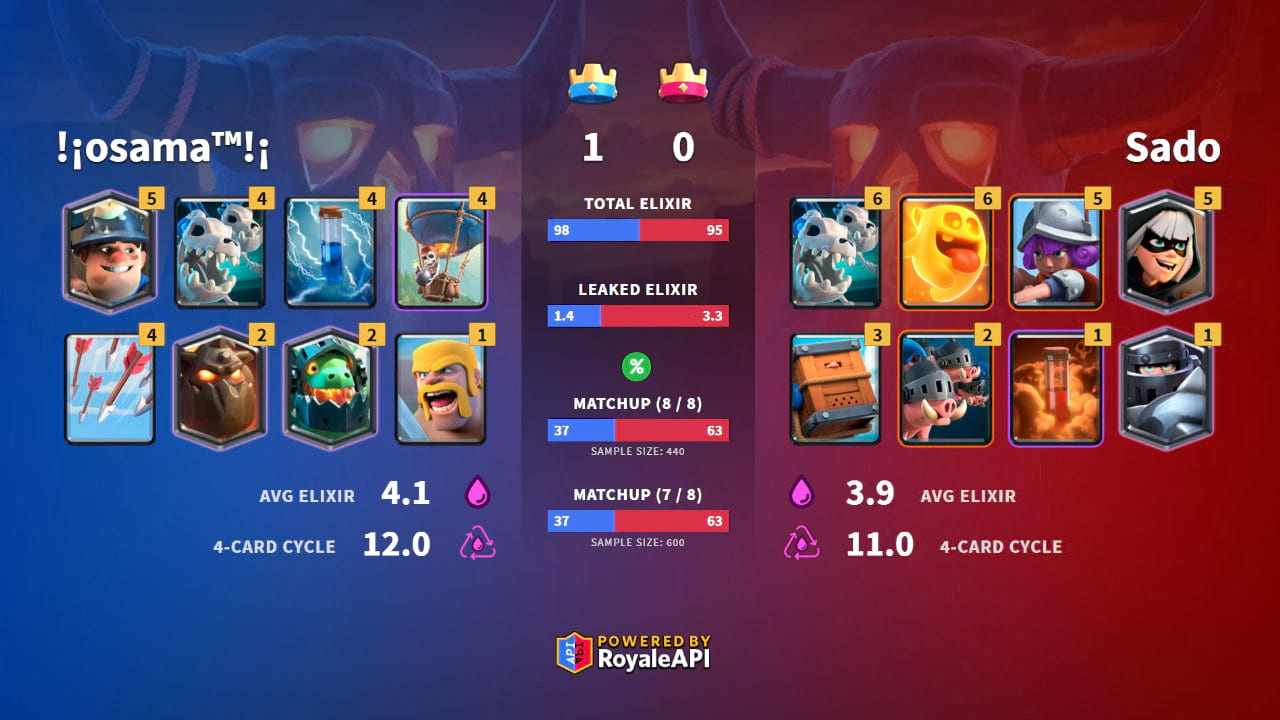 1 0
!¡osama™!¡
Sado
5 4 4 4
6 6 5 5
4 2 2 1
3 2 1 1
TOTAL ELIXIR
98 95
LEAKED ELIXIR
1.4 3.3
%
MATCHUP (8 / 8)
37 63
SAMPLE SIZE: 440
MATCHUP (7 / 8)
37 63
SAMPLE SIZE: 600
AVG ELIXIR 4.1
4-CARD CYCLE 12.0
3.9 AVG ELIXIR
11.0 4-CARD CYCLE
API
API
POWERED BY
RoyaleAPI